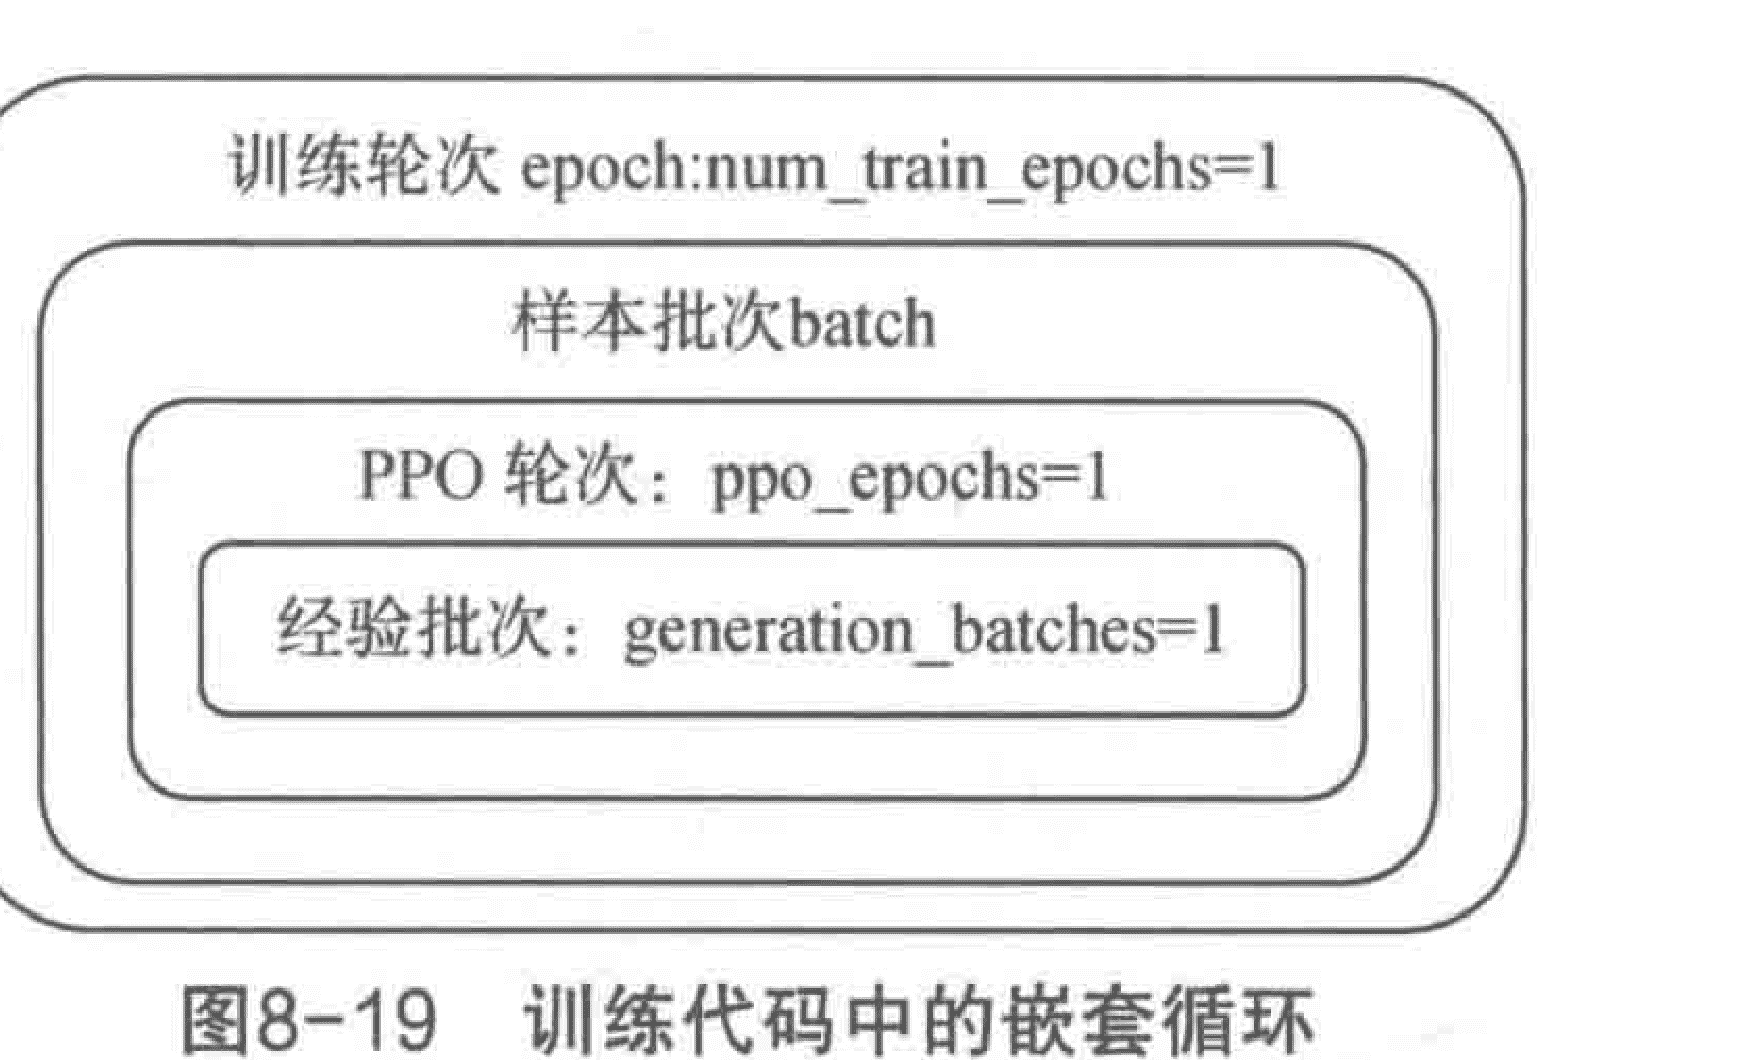 训练轮次 epoch:num_train_epochs=1
样本批次batch
PPO 轮次：ppo_epochs=1
经验批次：generation_batches=1
图8-19 训练代码中的嵌套循环